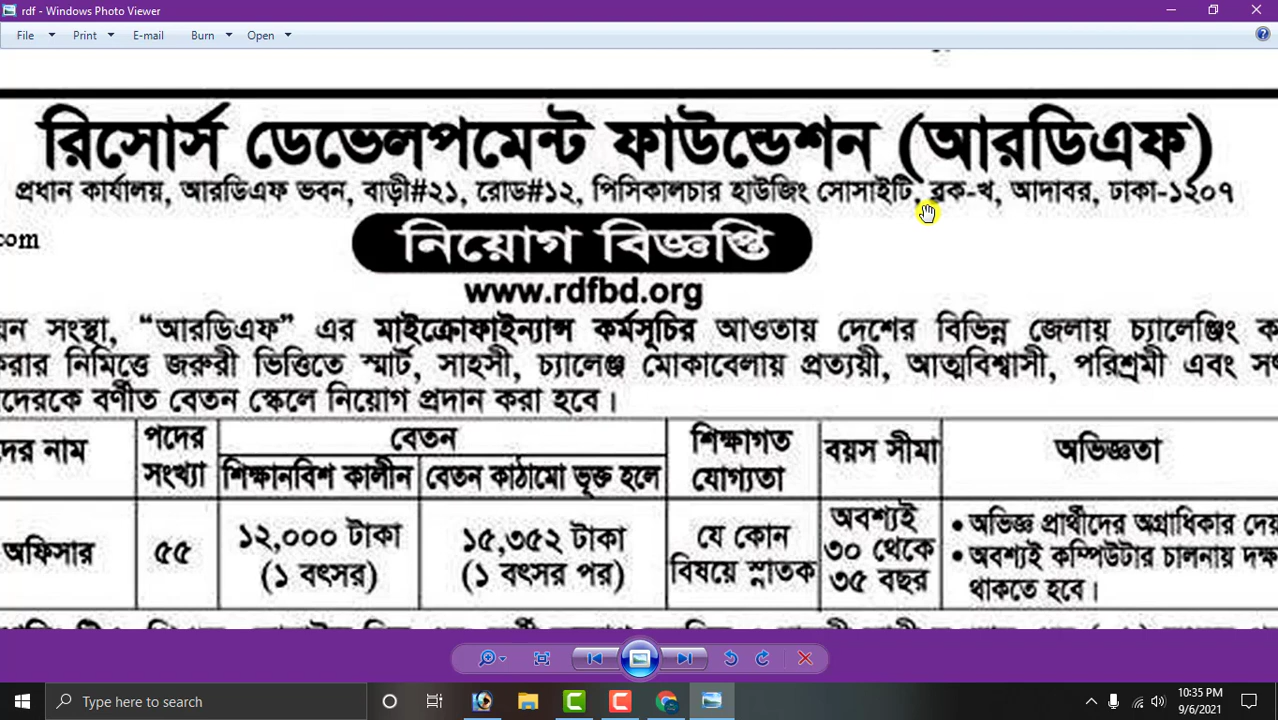 rdf - Windows Photo Viewer
File Print E-mail Burn Open
রিসোর্স ডেভেলপমেন্ট ফাউন্ডেশন (আরডিএফ)
প্রধান কার্যালয়, আরডিএফ ভবন, বাড়ী#২১, রোড#১২, পিসিকালচার হাউজিং সোসাইটি, ব্লক-খ, আদাবর, ঢাকা-১২০৭
com
নিয়োগ বিজ্ঞপ্তি
www.rdfbd.org
য়ন সংস্থা, “আরডিএফ” এর মাইক্রোফাইন্যান্স কর্মসূচির আওতায় দেশের বিভিন্ন জেলায় চ্যালেঞ্জিং ক
করার নিমিত্তে জরুরী ভিত্তিতে স্মার্ট, সাহসী, চ্যালেঞ্জ মোকাবেলায় প্রত্যয়ী, আত্মবিশ্বাসী, পরিশ্রমী এবং
দেরকে বর্ণীত বেতন স্কেলে নিয়োগ প্রদান করা হবে।
দের নাম
পদের সংখ্যা
বেতন
শিক্ষানবিশ কালীন
বেতন কাঠামো ভূক্ত হলে
শিক্ষাগত যোগ্যতা
বয়স সীমা
অভিজ্ঞতা
অফিসার
৫৫
১২,০০০ টাকা
(১ বৎসর)
১৫,৩৫২ টাকা
(১ বৎসর পর)
যে কোন
বিষয়ে স্নাতক
অবশ্যই
৩০ থেকে
৩৫ বছর
• অভিজ্ঞ প্রার্থীদের অগ্রাধিকার দেয়
• অবশ্যই কম্পিউটার চালনায় দক্ষ
থাকতে হবে।
Type here to search
10:35 PM
9/6/2021